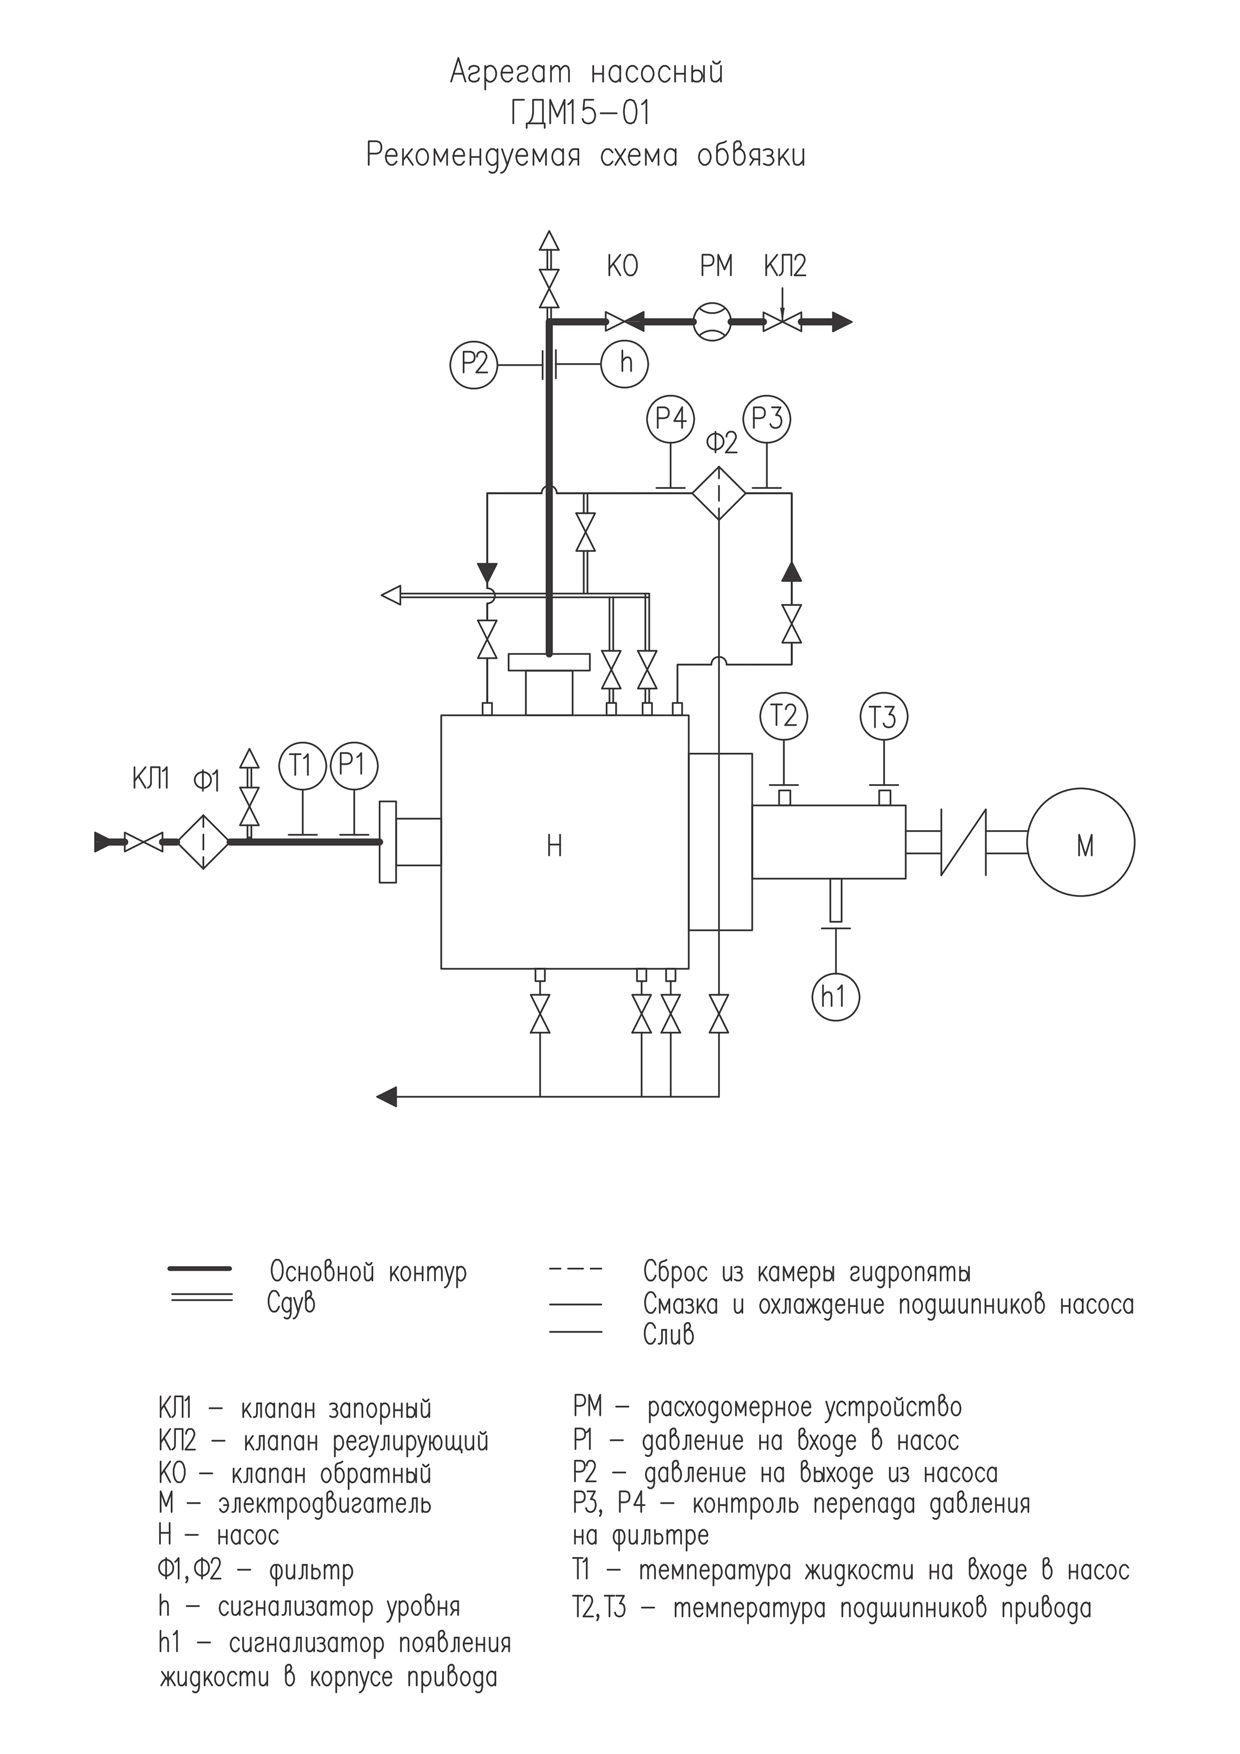 Агрегат насосный
ГДМ15-01
Рекомендуемая схема обвязки
КО
РМ
КЛ2
Р2
h
Р4
Р3
Ф2
Т2
Т3
КЛ1
Ф1
Т1
Р1
Н
М
h1
Основной контур
Сдув
Сброс из камеры гидропяты
Смазка и охлаждение подшипников насоса
Слив
КЛ1 – клапан запорный
КЛ2 – клапан регулирующий
КО – клапан обратный
М – электродвигатель
Н – насос
Ф1,Ф2 – фильтр
h – сигнализатор уровня
h1 – сигнализатор появления
жидкости в корпусе привода
РМ – расходомерное устройство
Р1 – давление на входе в насос
Р2 – давление на выходе из насоса
Р3, Р4 – контроль перепада давления
на фильтре
Т1 – температура жидкости на входе в насос
Т2,Т3 – температура подшипников привода